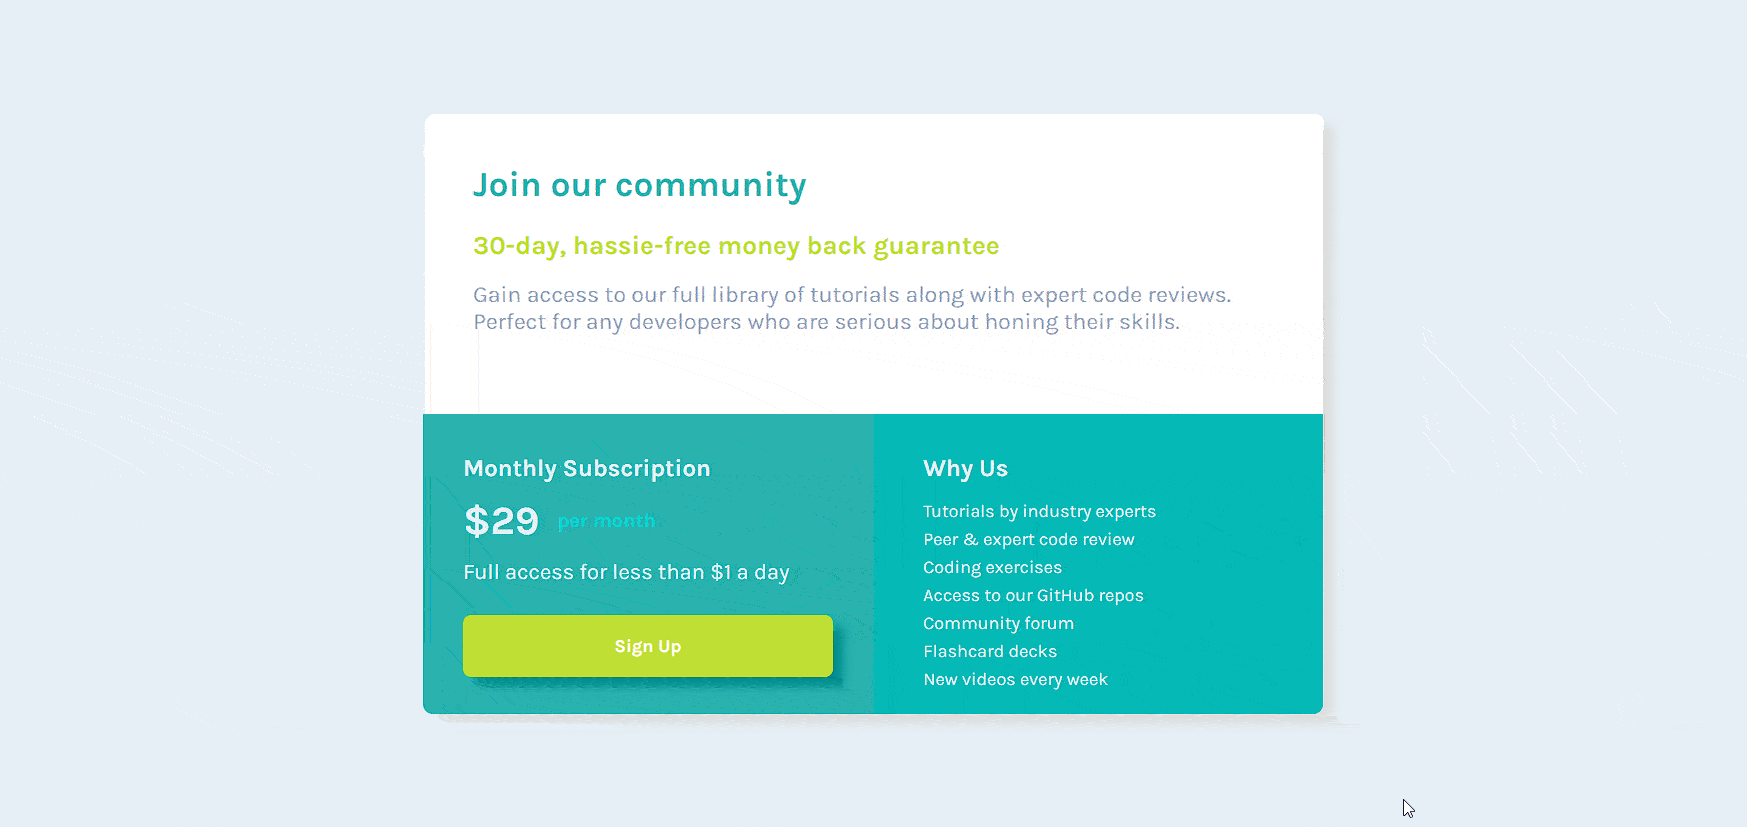 Join our community
30-day, hassie-free money back guarantee
Gain access to our full library of tutorials along with expert code reviews.
Perfect for any developers who are serious about honing their skills.
Monthly Subscription
$29 per month
Full access for less than $1 a day
Sign Up
Why Us
Tutorials by industry experts
Peer & expert code review
Coding exercises
Access to our GitHub repos
Community forum
Flashcard decks
New videos every week